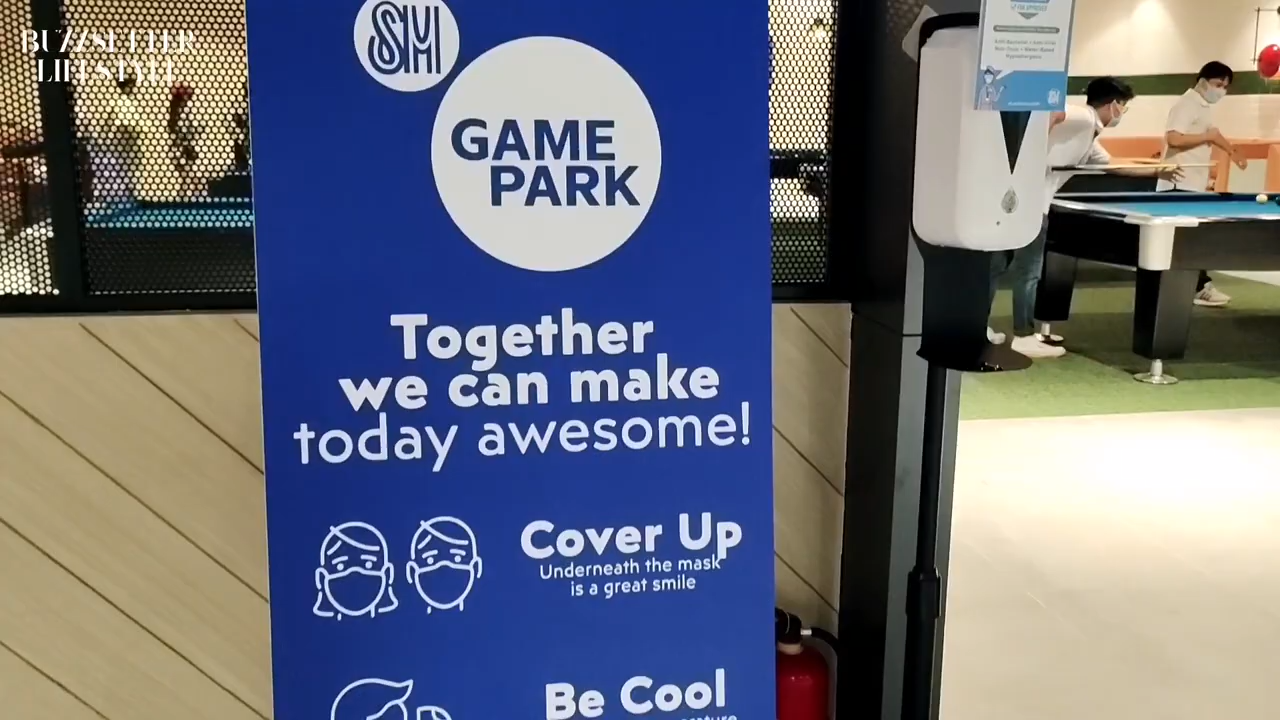 BUZZSETTER
LIFESTYLE
SM
GAME
PARK
Together
we can make
today awesome!
Cover Up
Underneath the mask
is a great smile
Be Cool